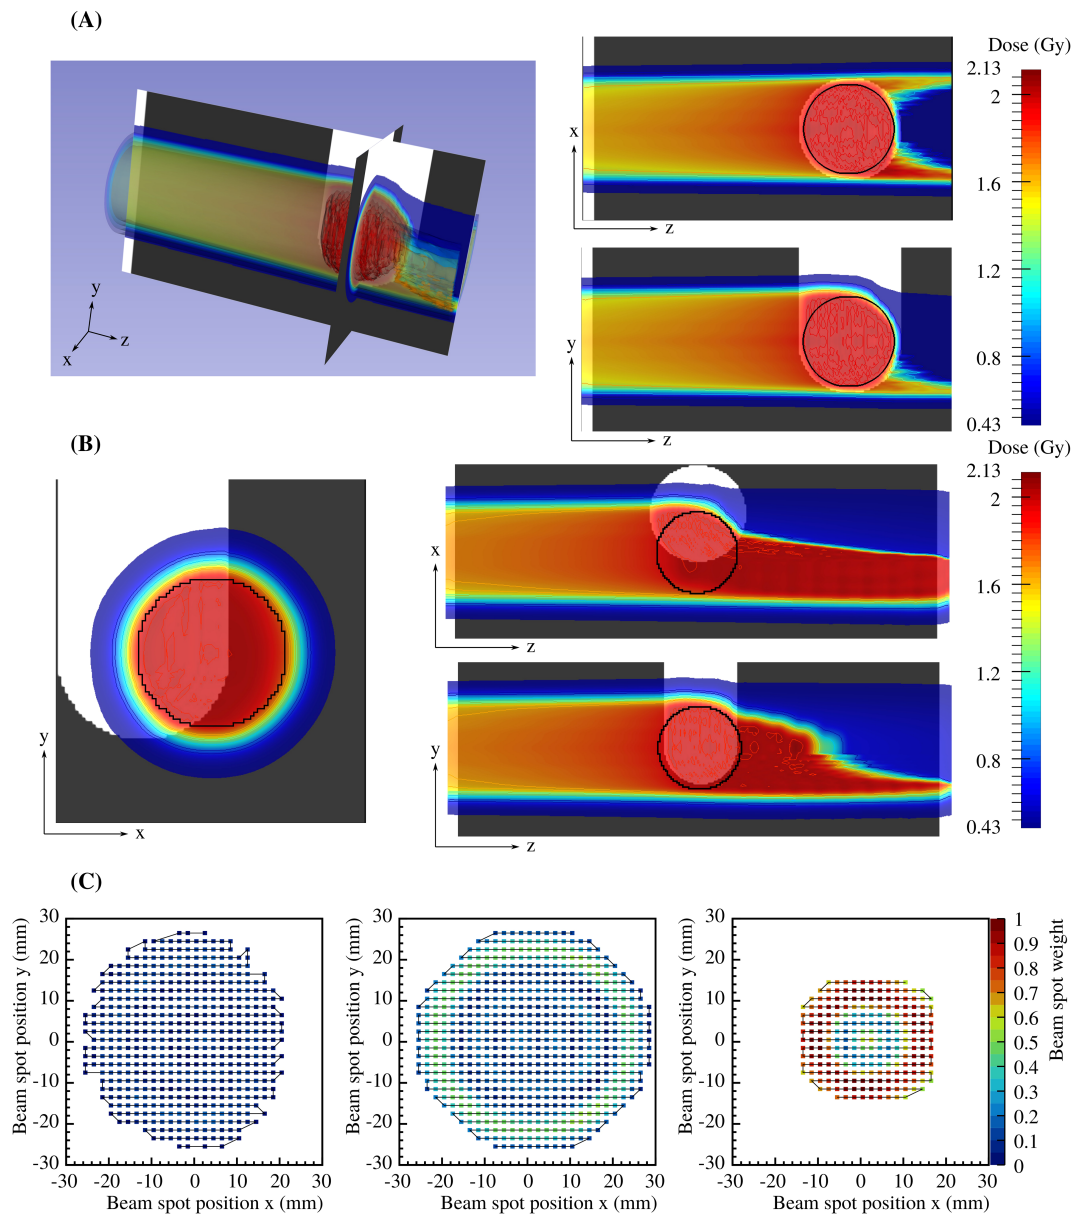 (A)
y
x
z
x
z
y
z
Dose (Gy)
2.13
2
1.6
1.2
0.8
0.43
(B)
y
x
x
z
y
z
Dose (Gy)
2.13
2
1.6
1.2
0.8
0.43
(C)
Beam spot position y (mm)
30
20
10
0
-10
-20
-30
-30 -20 -10 0 10 20 30
Beam spot position x (mm)
Beam spot position y (mm)
30
20
10
0
-10
-20
-30
-30 -20 -10 0 10 20 30
Beam spot position x (mm)
Beam spot position y (mm)
30
20
10
0
-10
-20
-30
-30 -20 -10 0 10 20 30
Beam spot position x (mm)
1
0.9
0.8
0.7
0.6
0.5
0.4
0.3
0.2
0.1
0
Beam spot weight